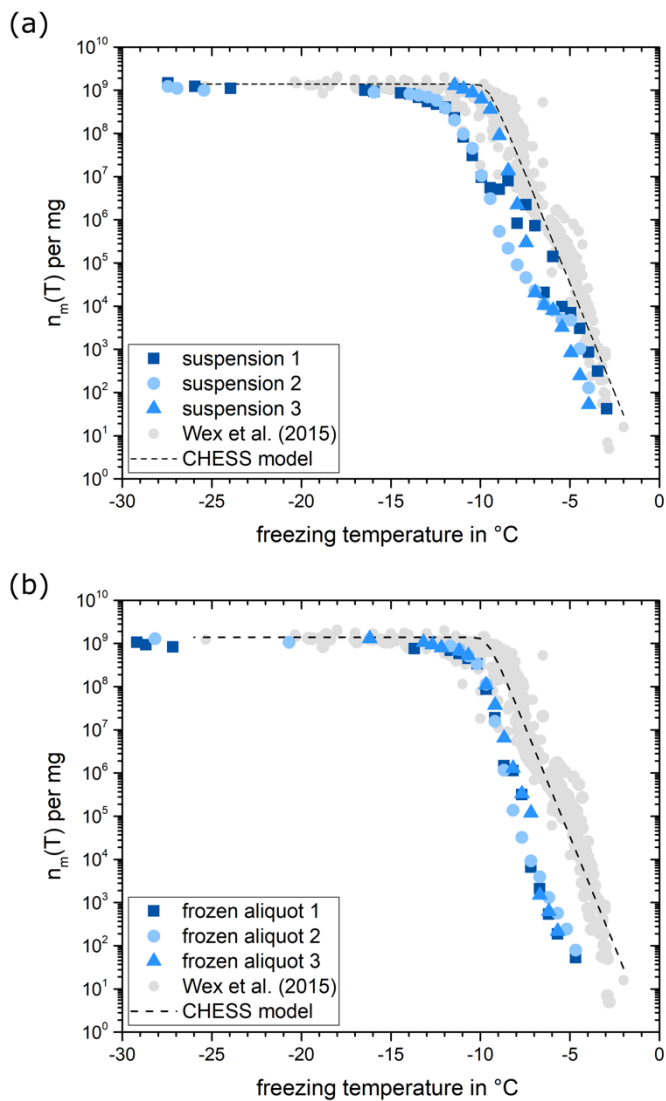 (a)
10^10
10^9
10^8
10^7
10^6
10^5
10^4
10^3
10^2
10^1
10^0
n_m(T) per mg
suspension 1
suspension 2
suspension 3
Wex et al. (2015)
CHESS model
-30 -25 -20 -15 -10 -5 0
freezing temperature in °C
(b)
10^10
10^9
10^8
10^7
10^6
10^5
10^4
10^3
10^2
10^1
10^0
n_m(T) per mg
frozen aliquot 1
frozen aliquot 2
frozen aliquot 3
Wex et al. (2015)
CHESS model
-30 -25 -20 -15 -10 -5 0
freezing temperature in °C